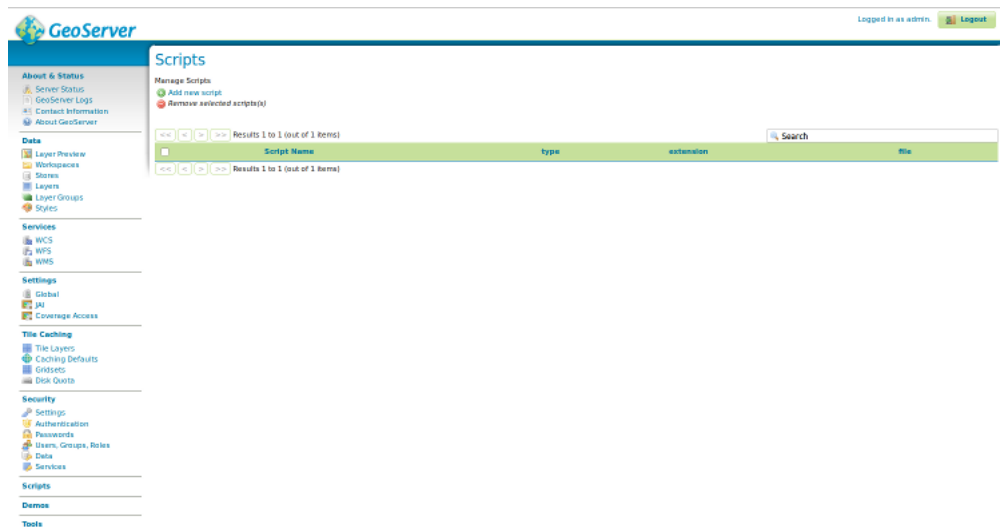 GeoServer
Logged in as admin.
Logout
Scripts
Manage Scripts
Add new script
Remove selected scripts(s)
<< < > >> Results 1 to 1 (out of 1 items)
Search
Script Name type extension file
<< < > >> Results 1 to 1 (out of 1 items)
About & Status
Server Status
GeoServer Logs
Contact Information
About GeoServer
Data
Layer Preview
Workspaces
Stores
Layers
Layer Groups
Styles
Services
WCS
WFS
WMS
Settings
Global
JAI
Coverage Access
Tile Caching
Tile Layers
Caching Defaults
Gridsets
Disk Quota
Security
Settings
Authentication
Passwords
Users, Groups, Roles
Data
Services
Scripts
Demos
Tools